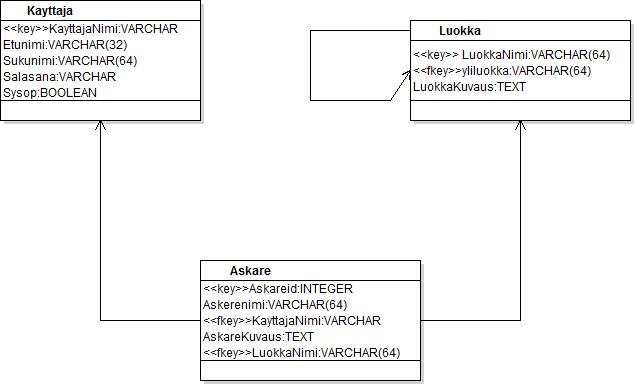 Kayttaja
<<key>>KayttajaNimi:VARCHAR
Etunimi:VARCHAR(32)
Sukunimi:VARCHAR(64)
Salasana:VARCHAR
Sysop:BOOLEAN
Luokka
<<key>> LuokkaNimi:VARCHAR(64)
<<fkey>>yliluokka:VARCHAR(64)
LuokkaKuvaus:TEXT
Askare
<<key>>Askareid:INTEGER
Askerenimi:VARCHAR(64)
<<fkey>>KayttajaNimi:VARCHAR
AskareKuvaus:TEXT
<<fkey>>LuokkaNimi:VARCHAR(64)